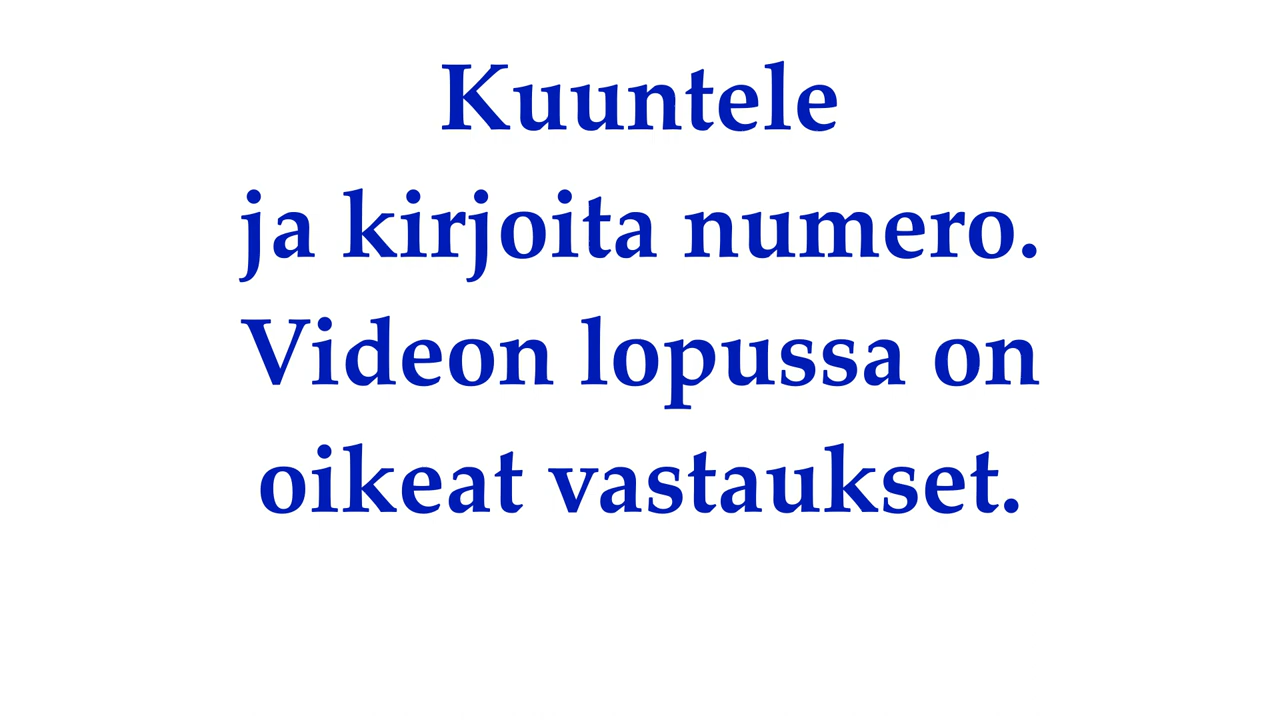 Kuuntele
ja kirjoita numero.
Videon lopussa on
oikeat vastaukset.